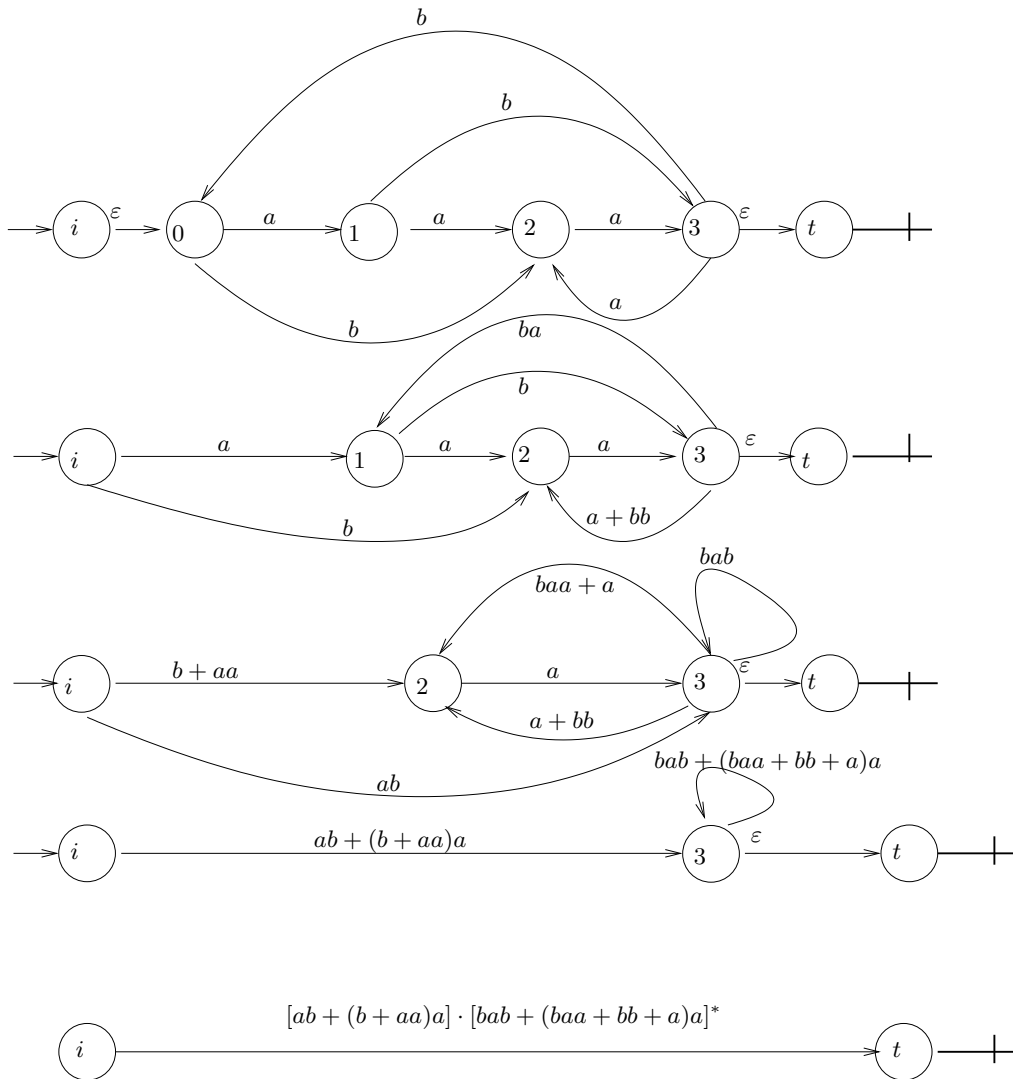 b
b
i ε 0 a 1 a 2 a 3 ε t
b a
ba
b
i a 1 a 2 a 3 ε t
b a + bb
bab
baa + a
i b + aa 2 a 3 ε t
a + bb
ab bab + (baa + bb + a)a
i ab + (b + aa)a 3 ε t
[ab + (b + aa)a] · [bab + (baa + bb + a)a]*
i t